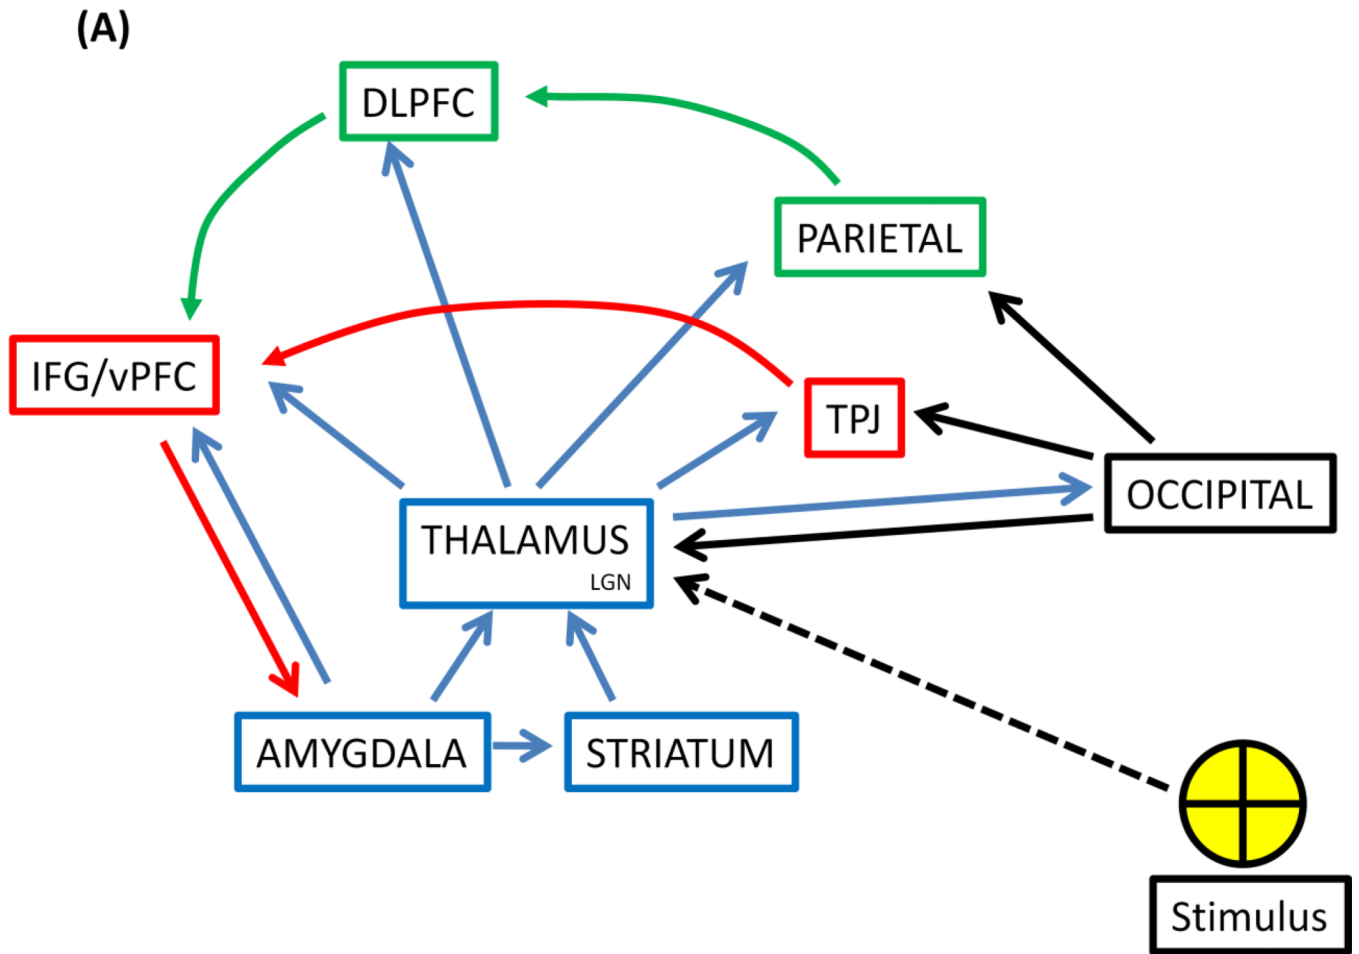 (A)
DLPFC
PARIETAL
IFG/vPFC
TPJ
OCCIPITAL
THALAMUS
LGN
AMYGDALA
STRIATUM
Stimulus